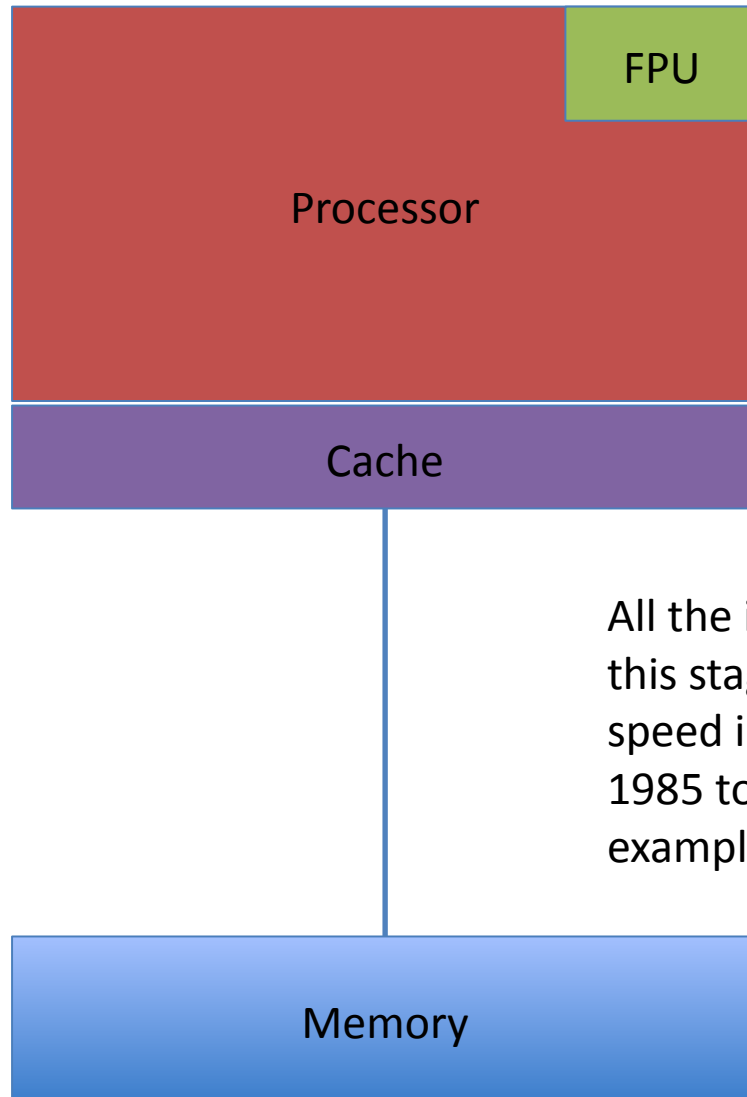 FPU
Processor
Cache
All the
this
speed
1985
Memory